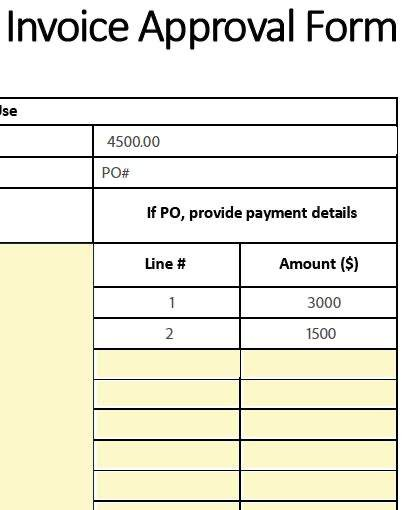 Invoice Approval Form
Use
4500.00
PO#
If PO, provide payment details
Line # Amount ($)
1 3000
2 1500